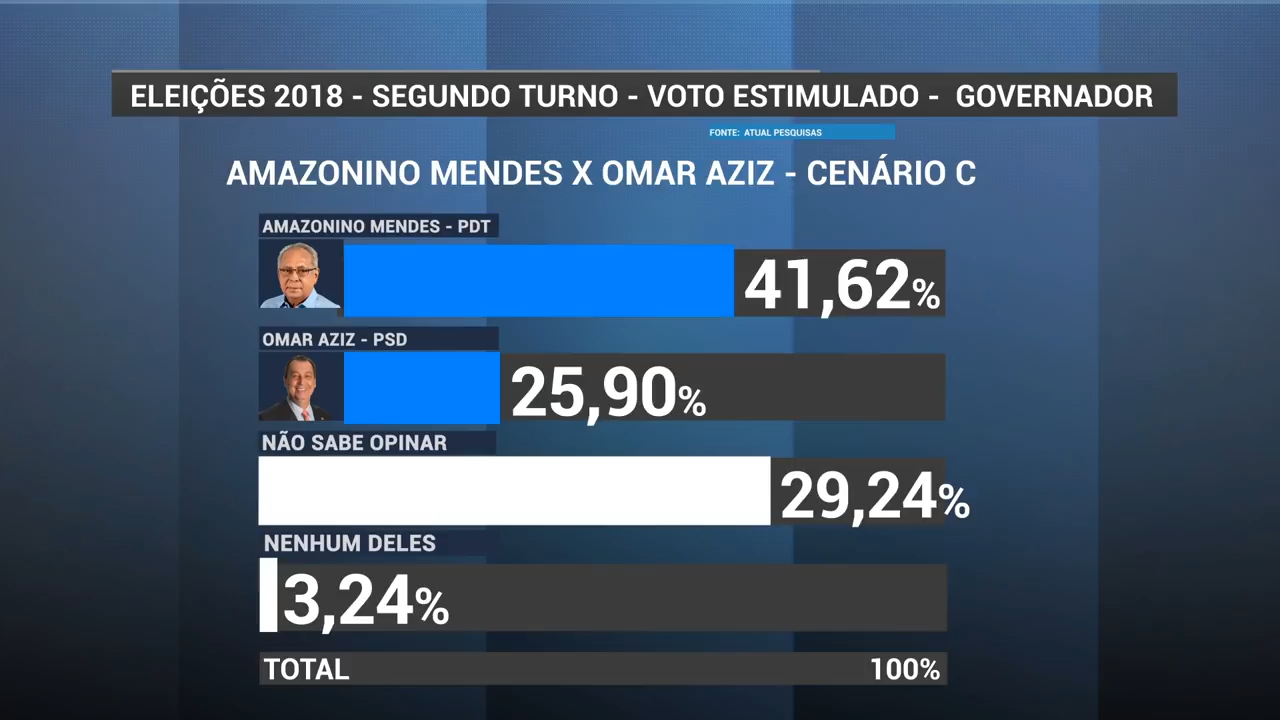 ELEIÇÕES 2018 - SEGUNDO TURNO - VOTO ESTIMULADO - GOVERNADOR
FONTE: ATUAL PESQUISAS
AMAZONINO MENDES X OMAR AZIZ - CENÁRIO C
AMAZONINO MENDES - PDT
41,62%
OMAR AZIZ - PSD
25,90%
NÃO SABE OPINAR
29,24%
NENHUM DELES
3,24%
TOTAL 100%